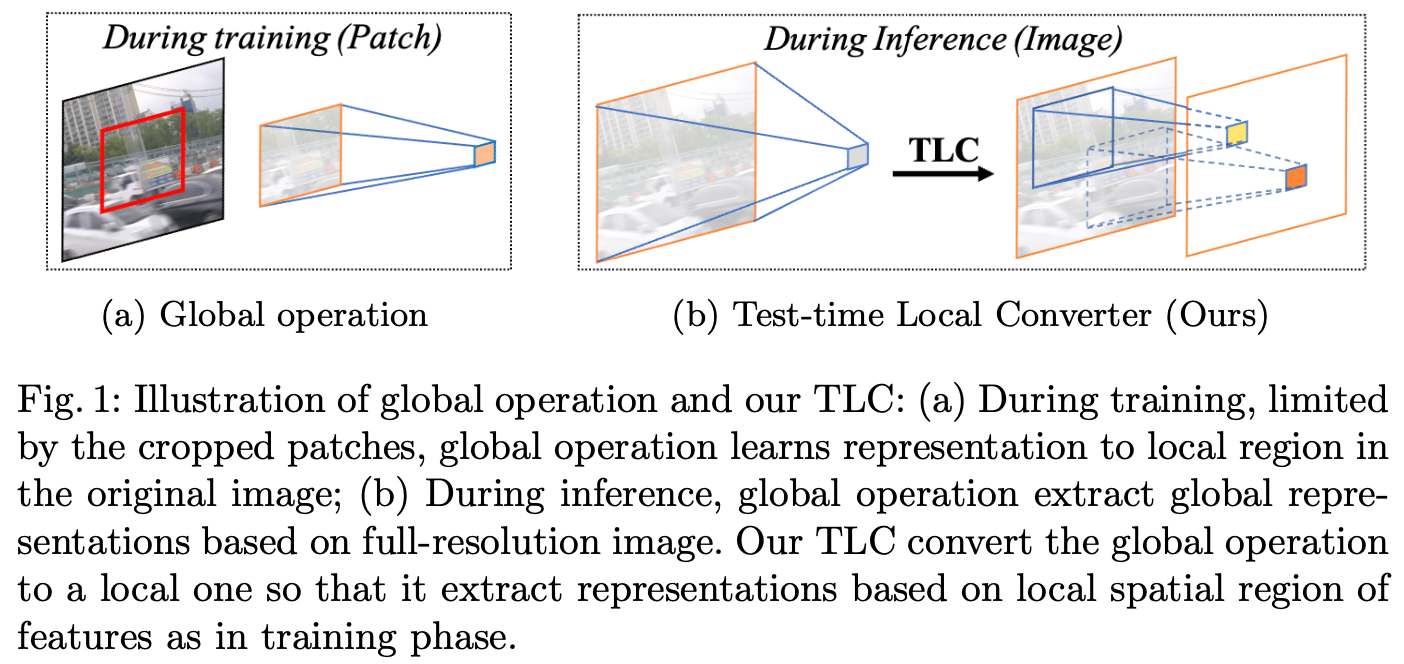 During training (Patch)
During Inference (Image)
TLC
(a) Global operation
(b) Test-time Local Converter (Ours)
Fig. 1: Illustration of global operation and our TLC: (a) During training, limited
by the cropped patches, global operation learns representation to local region in
the original image; (b) During inference, global operation extract global repre-
sentations based on full-resolution image. Our TLC convert the global operation
to a local one so that it extract representations based on local spatial region of
features as in training phase.